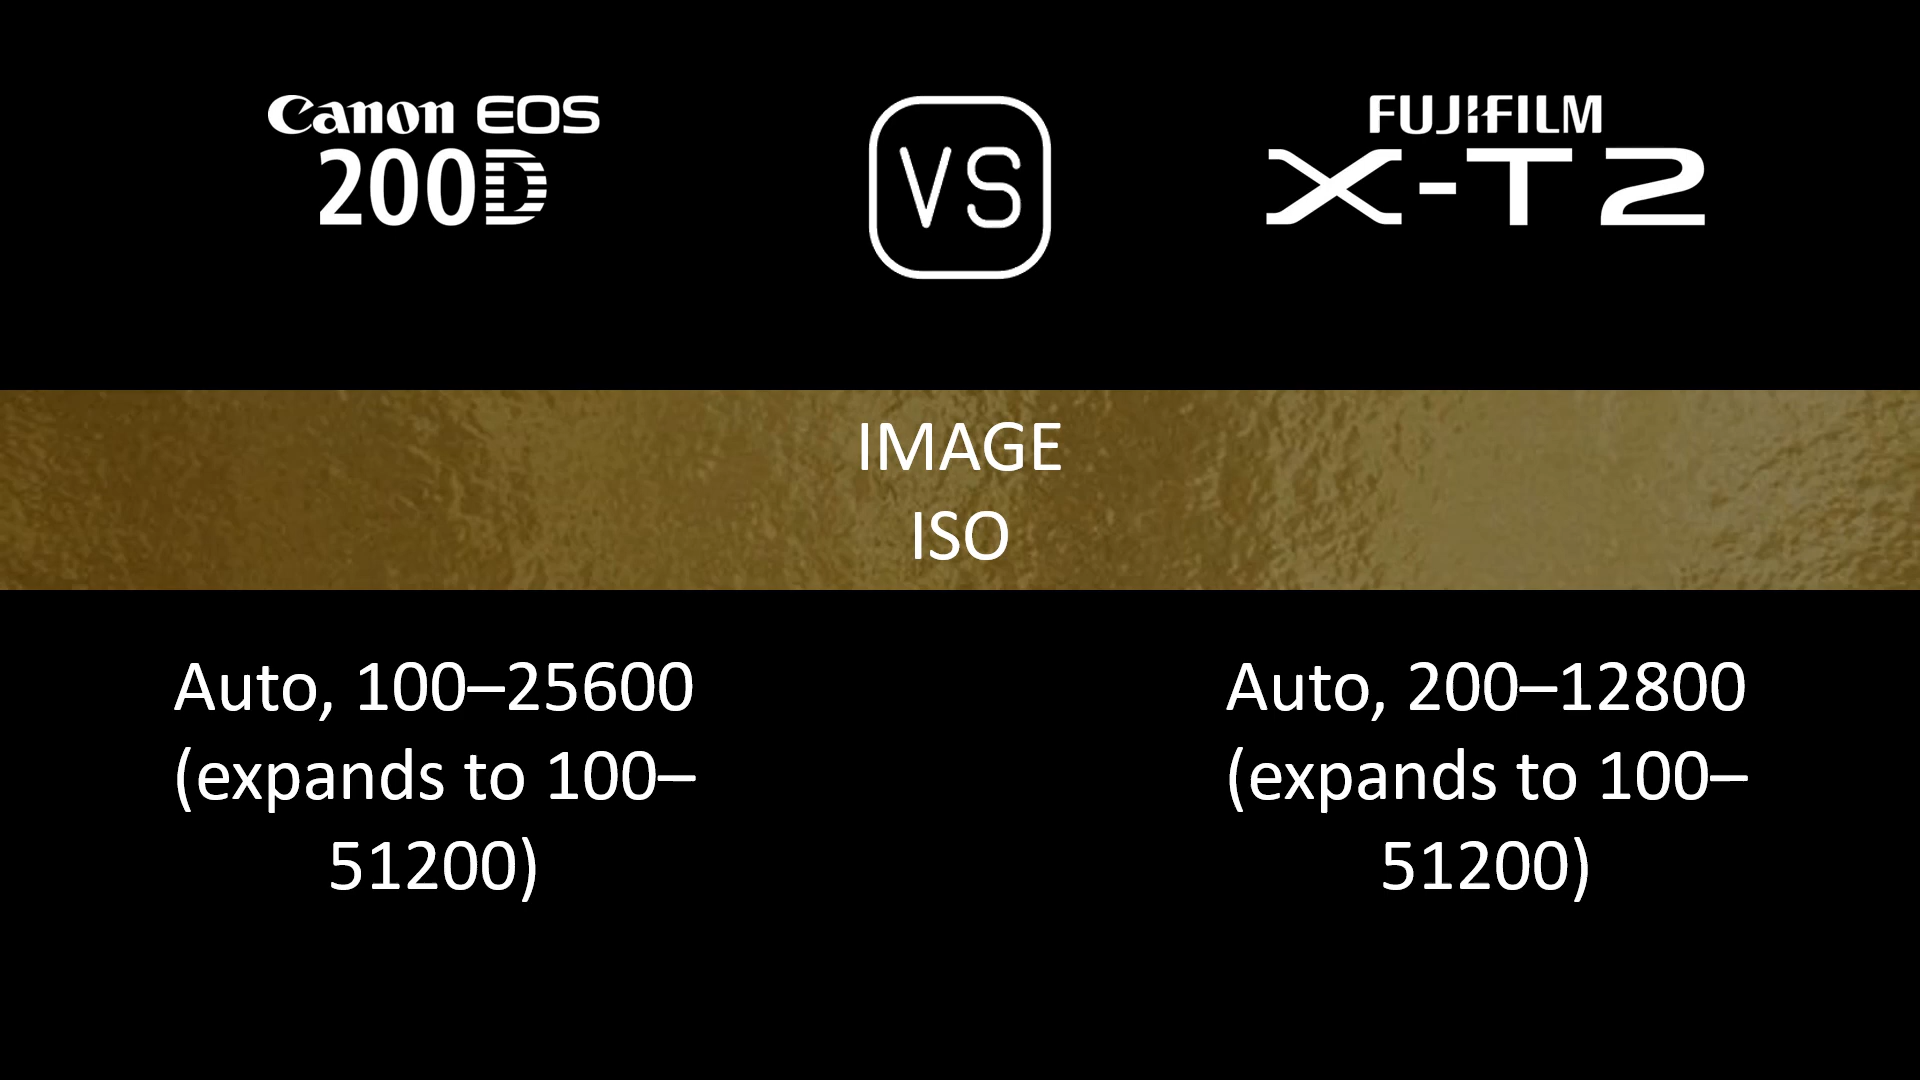 Canon EOS
200D
VS
FUJIFILM
X-T2
IMAGE
ISO
Auto, 100–25600
(expands to 100–
51200)
Auto, 200–12800
(expands to 100–
51200)